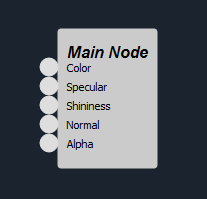 Main Node
Color
Specular
Shininess
Normal
Alpha